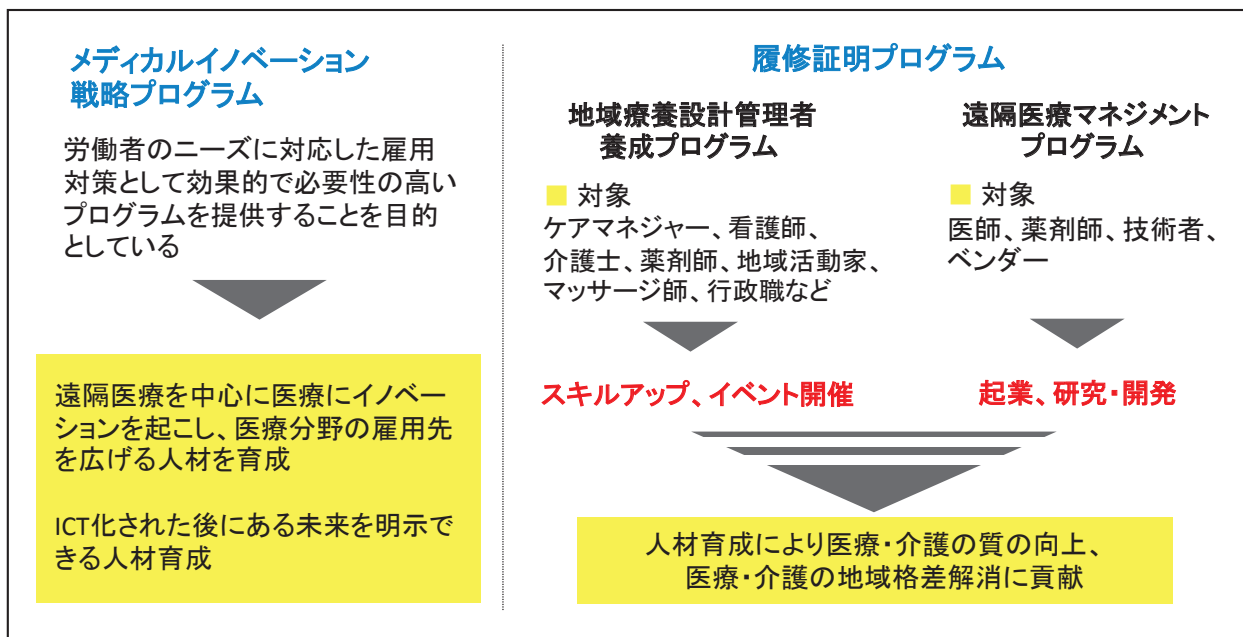 メディカルイノベーション
戦略プログラム
労働者のニーズに対応した雇用
対策として効果的で必要性の高い
プログラムを提供することを目的
としている
遠隔医療を中心に医療にイノベー
ションを起こし、医療分野の雇用先
を広げる人材を育成
ICT化された後にある未来を明示で
きる人材育成
履修証明プログラム
地域療養設計管理者
養成プログラム
■ 対象
ケアマネジャー、看護師、
介護士、薬剤師、地域活動家、
マッサージ師、行政職など
スキルアップ、イベント開催
遠隔医療マネジメント
プログラム
■ 対象
医師、薬剤師、技術者、
ベンダー
起業、研究・開発
人材育成により医療・介護の質の向上、
医療・介護の地域格差解消に貢献